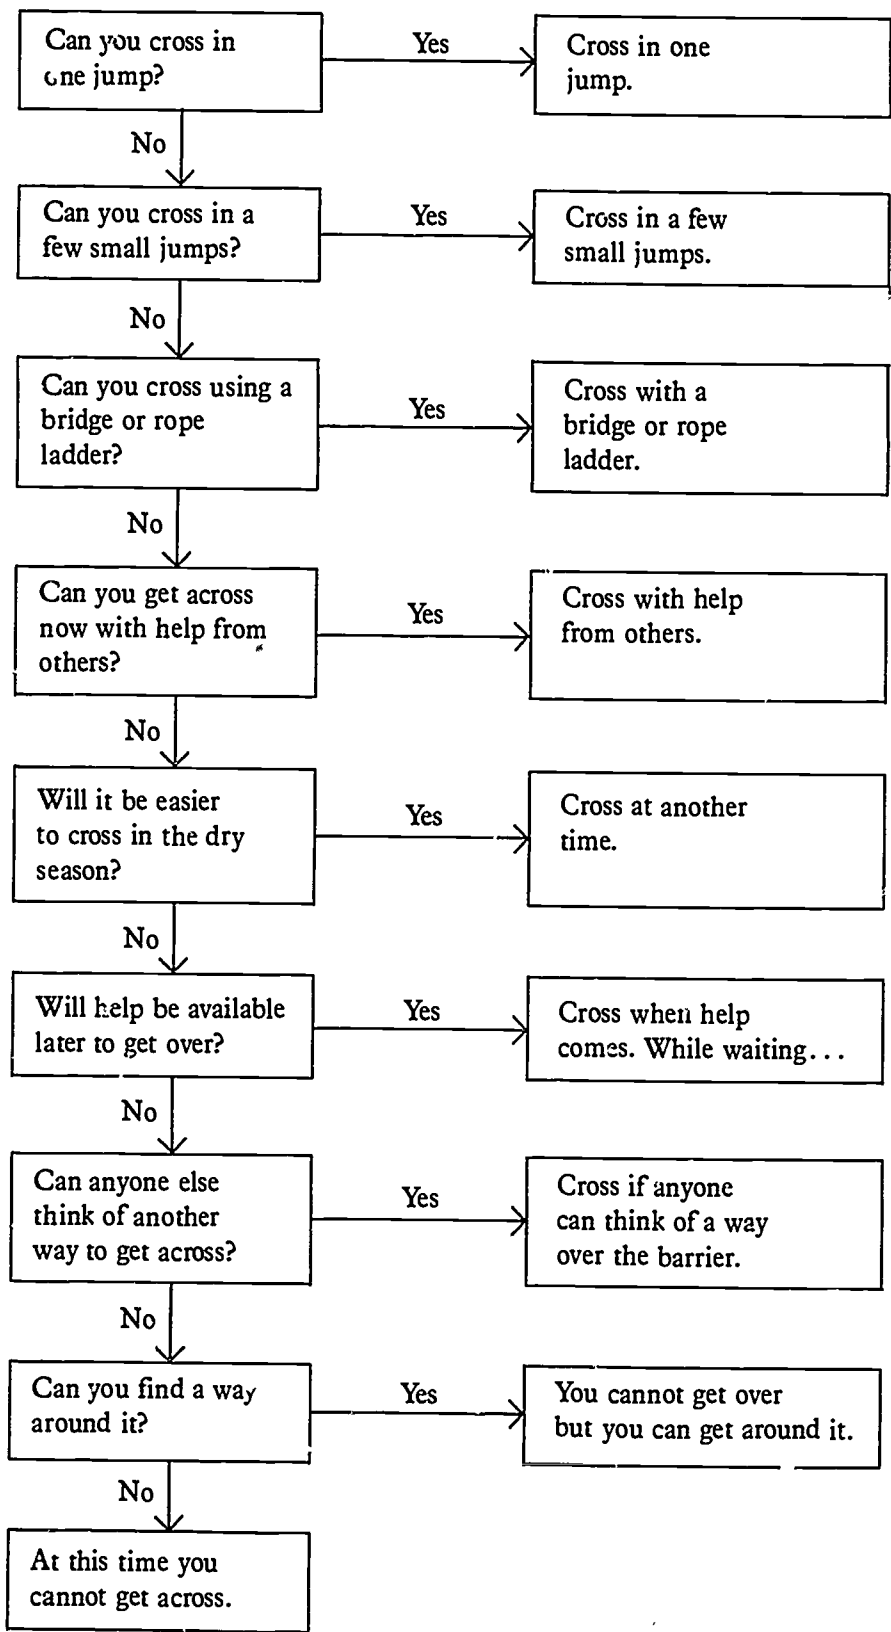 Can you cross in
one jump?
Yes
Cross in one
jump.
No
Can you cross in a
few small jumps?
Yes
Cross in a few
small jumps.
No
Can you cross using a
bridge or rope
ladder?
Yes
Cross with a
bridge or rope
ladder.
No
Can you get across
now with help from
others?
Yes
Cross with help
from others.
No
Will it be easier
to cross in the dry
season?
Yes
Cross at another
time.
No
Will help be available
later to get over?
Yes
Cross when help
comes. While waiting...
No
Can anyone else
think of another
way to get across?
Yes
Cross if anyone
can think of a way
over the barrier.
No
Can you find a way
around it?
Yes
You cannot get over
but you can get around it.
No
At this time you
cannot get across.